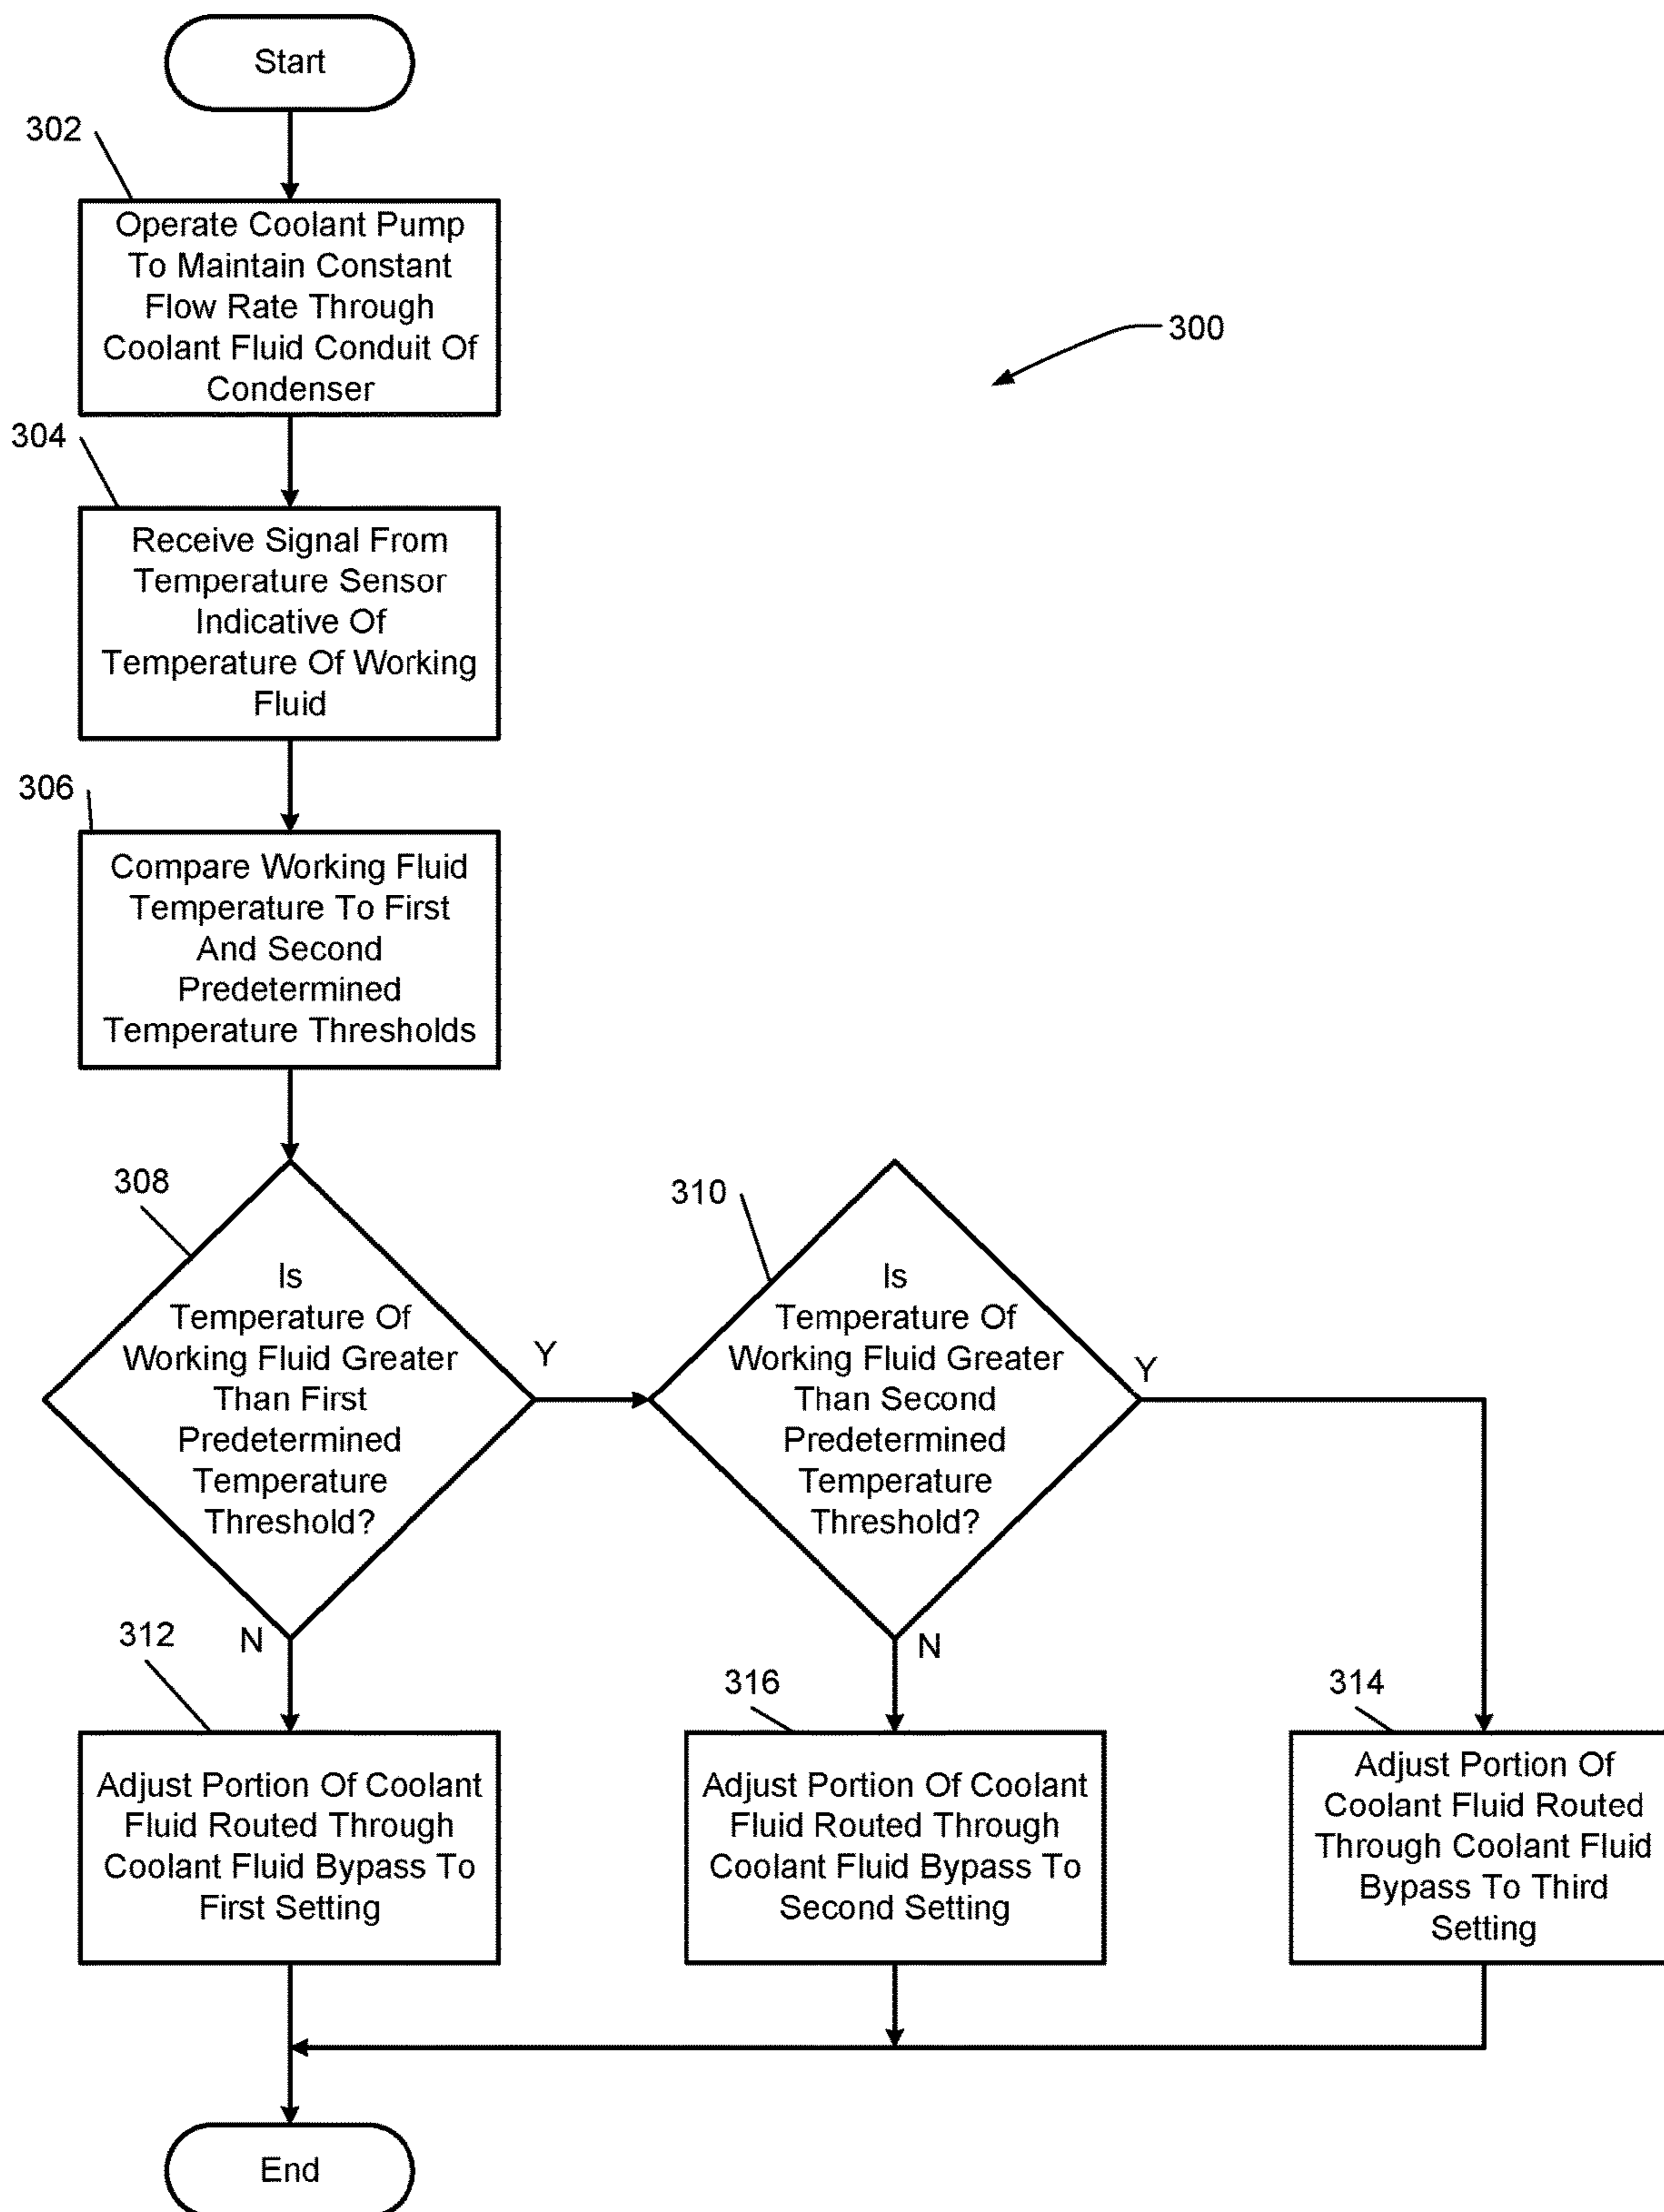 Start
302
Operate Coolant Pump
To Maintain Constant
Flow Rate Through
Coolant Fluid Conduit Of
Condenser
300
304
Receive Signal From
Temperature Sensor
Indicative Of
Temperature Of Working
Fluid
306
Compare Working Fluid
Temperature To First
And Second
Predetermined
Temperature Thresholds
308
Is
Temperature Of
Working Fluid Greater
Than First
Predetermined
Temperature
Threshold?
Y
N
310
Is
Temperature Of
Working Fluid Greater
Than Second
Predetermined
Temperature
Threshold?
Y
N
312
Adjust Portion Of Coolant
Fluid Routed Through
Coolant Fluid Bypass To
First Setting
316
Adjust Portion Of Coolant
Fluid Routed Through
Coolant Fluid Bypass To
Second Setting
314
Adjust Portion Of
Coolant Fluid Routed
Through Coolant Fluid
Bypass To Third
Setting
End